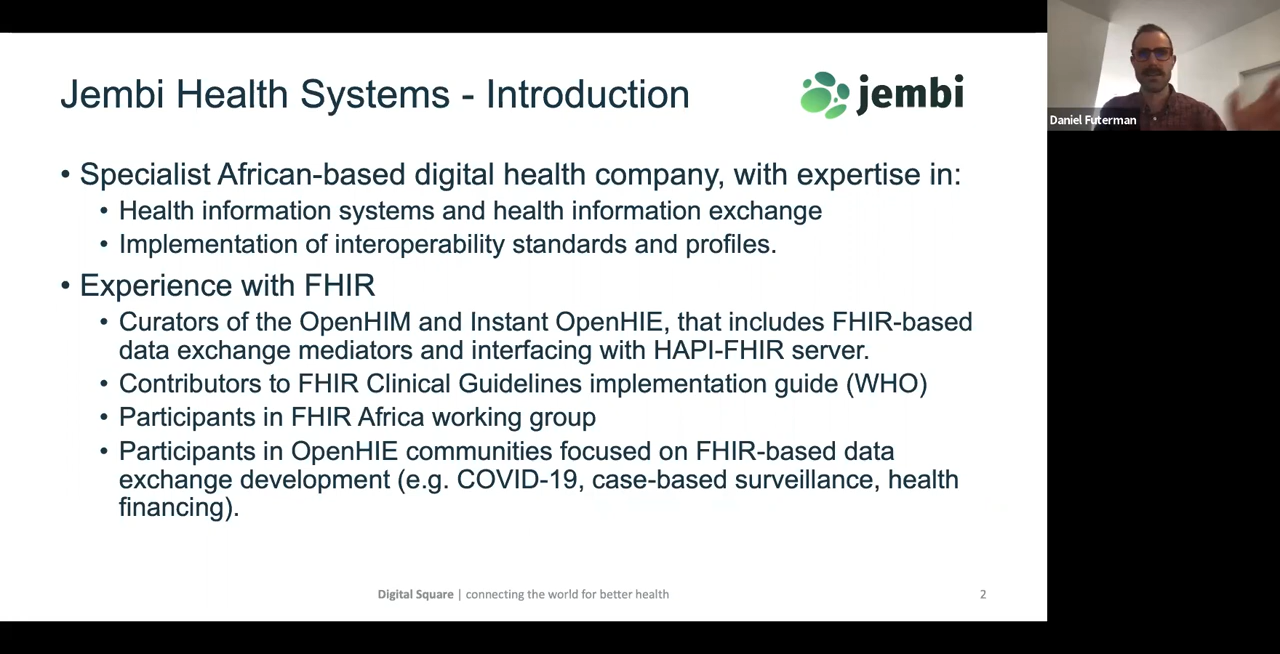 Jembi Health Systems - Introduction
jembi
Daniel Futerman
• Specialist African-based digital health company, with expertise in:
• Health information systems and health information exchange
• Implementation of interoperability standards and profiles.
• Experience with FHIR
• Curators of the OpenHIM and Instant OpenHIE, that includes FHIR-based
data exchange mediators and interfacing with HAPI-FHIR server.
• Contributors to FHIR Clinical Guidelines implementation guide (WHO)
• Participants in FHIR Africa working group
• Participants in OpenHIE communities focused on FHIR-based data
exchange development (e.g. COVID-19, case-based surveillance, health
financing).
Digital Square | connecting the world for better health
2